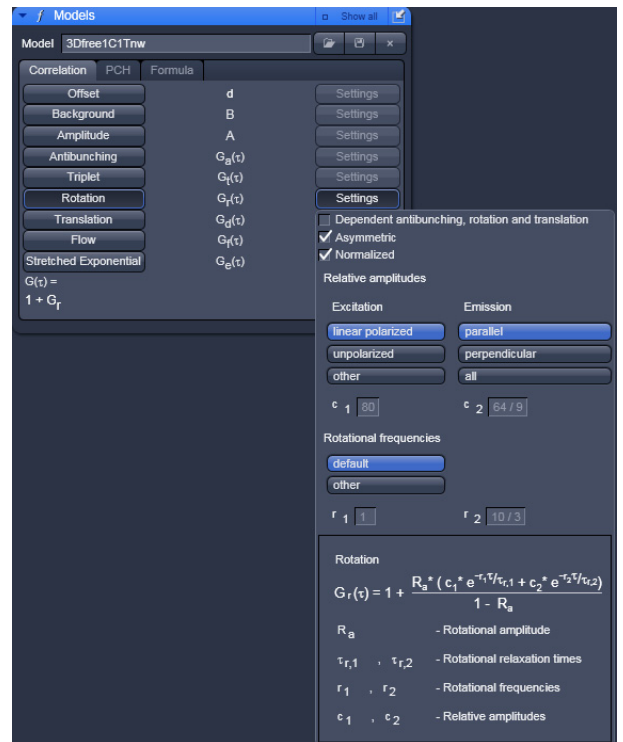 f Models Show all
Model 3Dfree1C1Tnw x
Correlation PCH Formula
Offset d Settings
Background B Settings
Amplitude A Settings
Antibunching Ga(τ) Settings
Triplet Gt(τ) Settings
Rotation Gr(τ) Settings
Translation Gd(τ)
Flow Gf(τ)
Stretched Exponential Ge(τ)
G(τ) =
1 + Gr
Dependent antibunching, rotation and translation
Asymmetric
Normalized
Relative amplitudes
Excitation Emission
linear polarized parallel
unpolarized perpendicular
other all
c 1 80 c 2 64 / 9
Rotational frequencies
default
other
r 1 1 r 2 10 / 3
Rotation
Gr(τ) = 1 + Ra* ( c1* e-r1τ/τr,1 + c2* e-r2τ/τr,2)
1 - Ra
Ra - Rotational amplitude
τr,1 , τr,2 - Rotational relaxation times
r1 , r2 - Rotational frequencies
c1 , c2 - Relative amplitudes